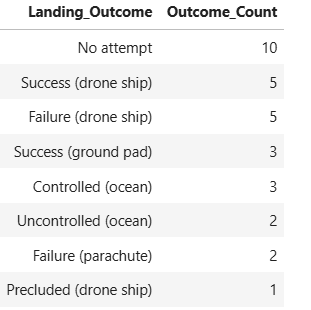 Landing_Outcome Outcome_Count
No attempt 10
Success (drone ship) 5
Failure (drone ship) 5
Success (ground pad) 3
Controlled (ocean) 3
Uncontrolled (ocean) 2
Failure (parachute) 2
Precluded (drone ship) 1